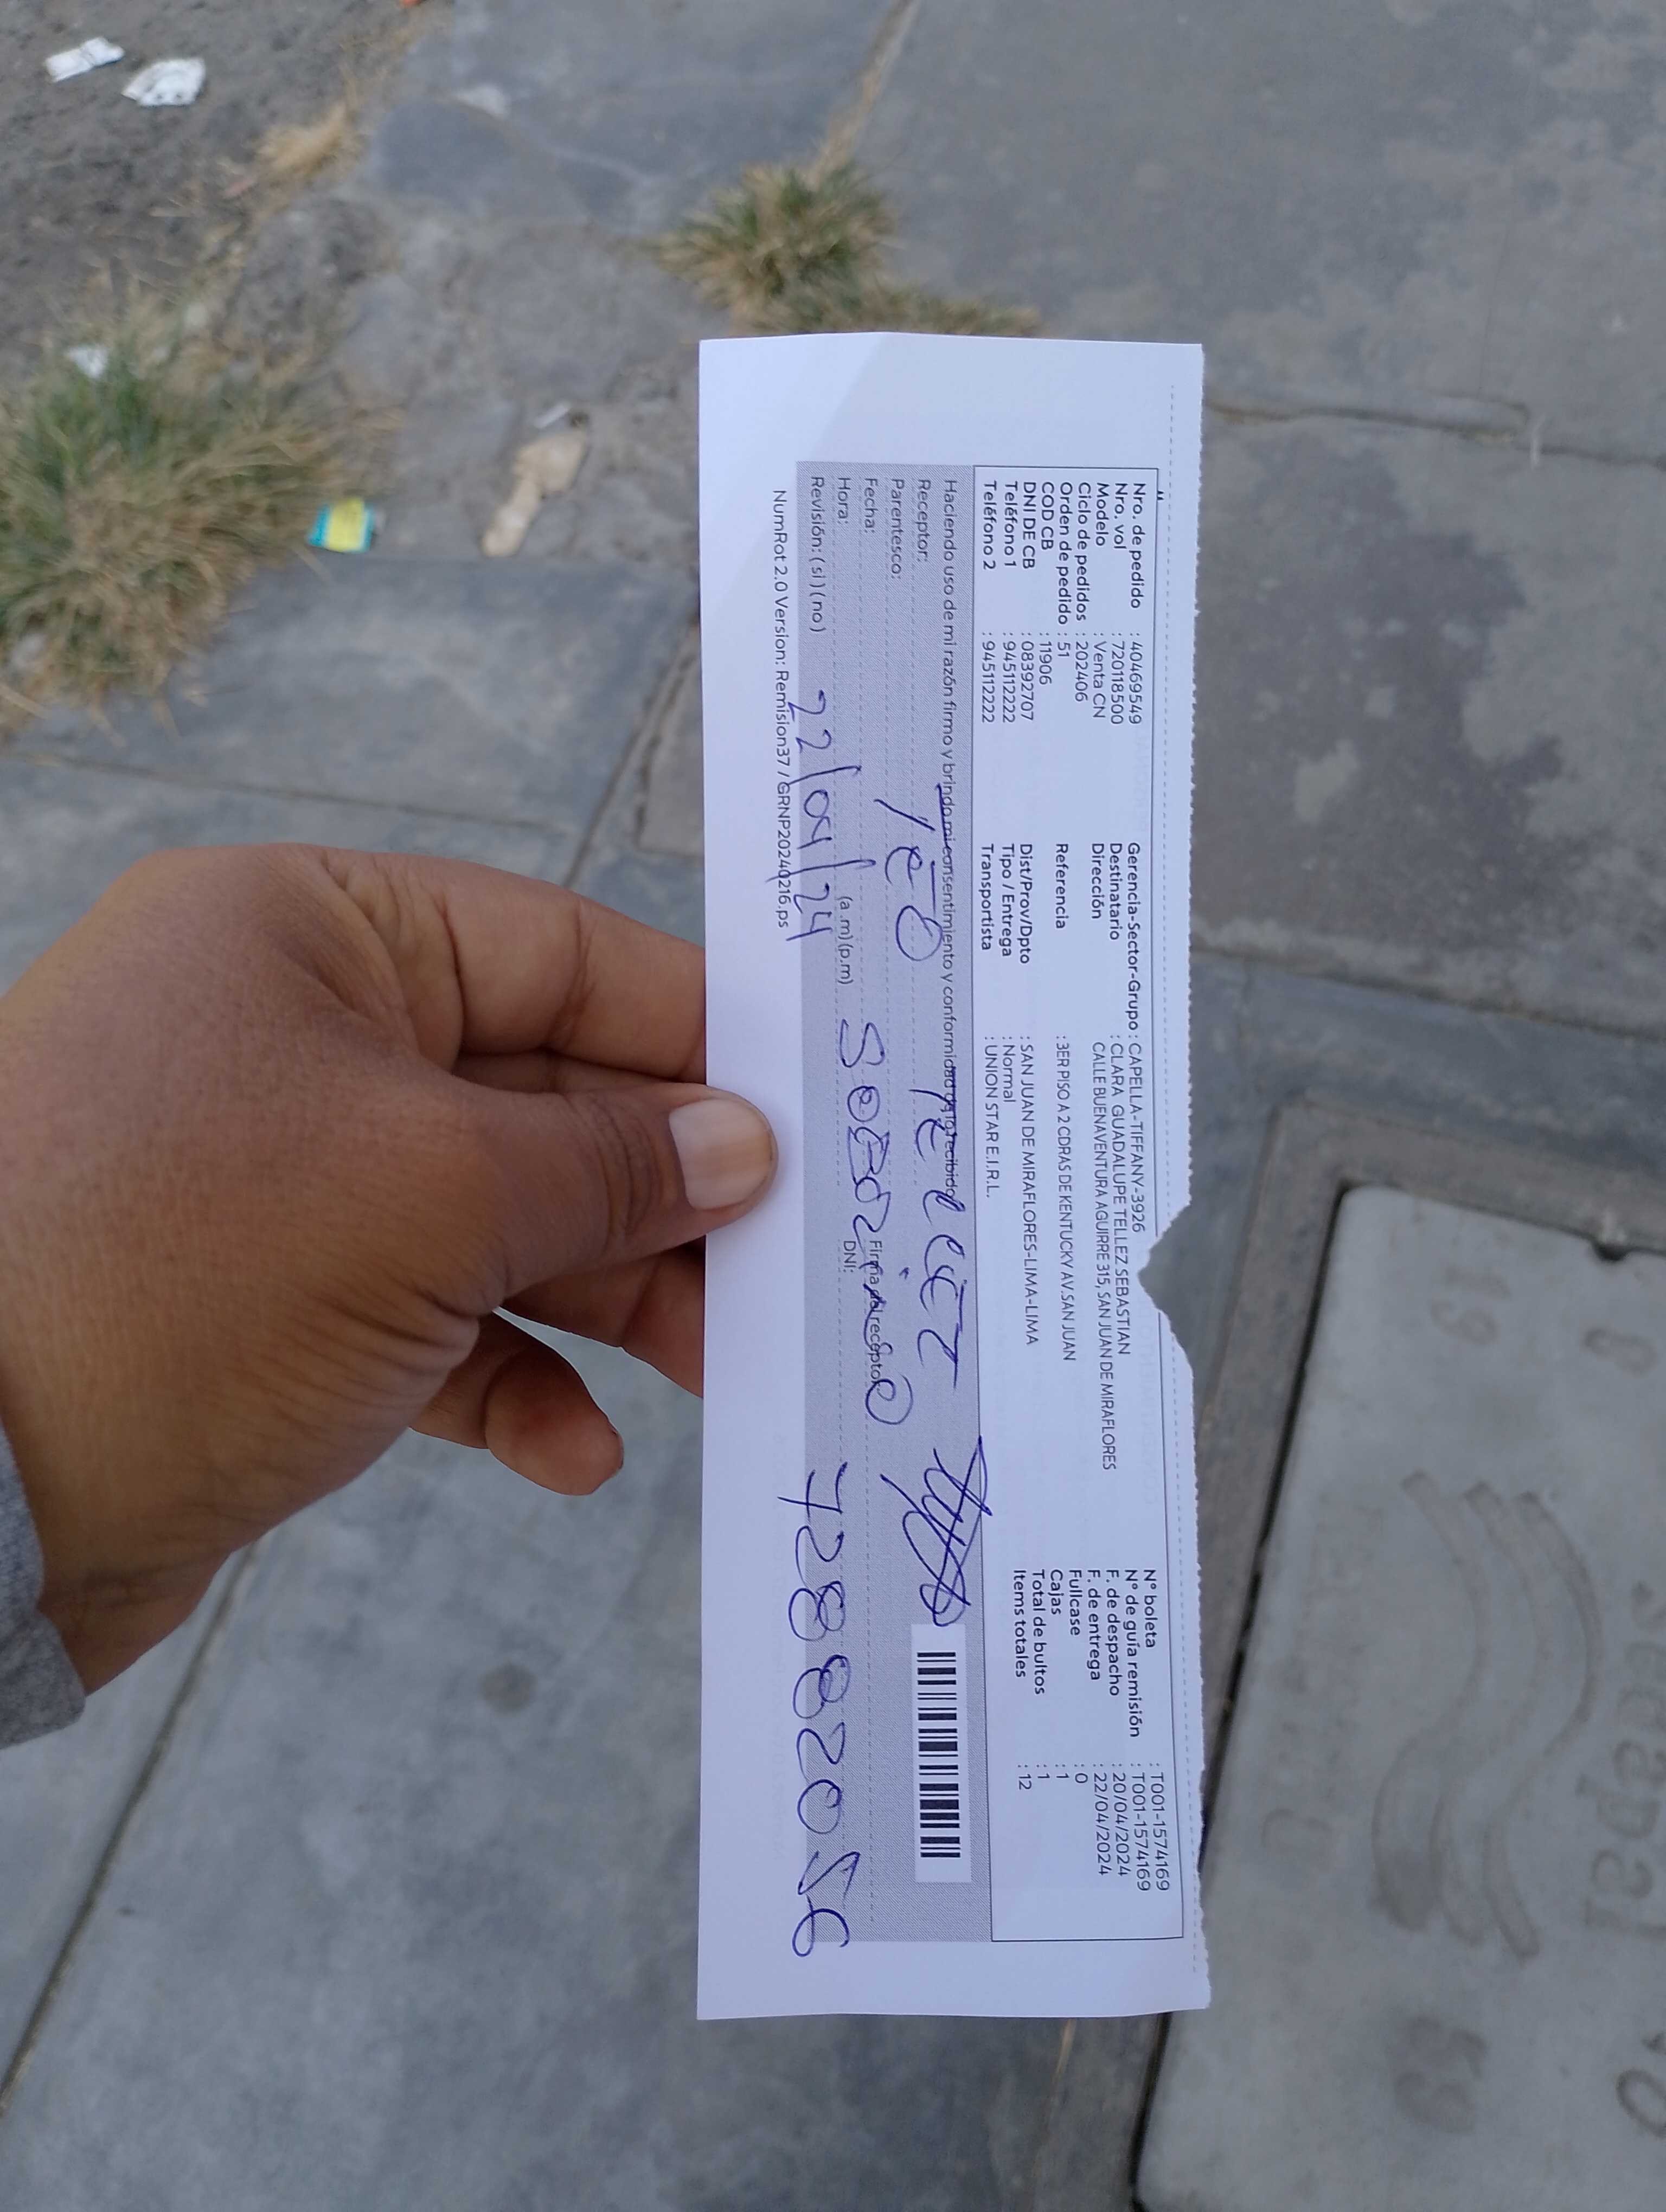 Nro. de pedido : 40469549
Nro. vol : 720118500
Modelo : Venta CN
Ciclo de pedidos : 202406
Orden de pedido : 51
COD CB : 11906
DNI DE CB : 08392707
Teléfono 1 : 945112222
Teléfono 2 : 945112222
Gerencia-Sector-Grupo : CAPELLA-TIFFANY-3926
Destinatario : CLARA GUADALUPE TELLEZ SEBASTIAN
Dirección CALLE BUENAVENTURA AGUIRRE 315, SAN JUAN DE MIRAFLORES
Referencia : 3ER PISO A 2 CDRAS DE KENTUCKY AV.SAN JUAN
Dist/Prov/Dpto : SAN JUAN DE MIRAFLORES-LIMA-LIMA
Tipo / Entrega : Normal
Transportista : UNION STAR E.I.R.L.
N° boleta : T001-1574169
N° de guía remisión : T001-1574169
F. de despacho : 20/04/2024
F. de entrega : 22/04/2024
Fullcase : 0
Cajas : 1
Total de bultos : 1
Items totales : 12
Haciendo uso de mi razón firmo y brindo mi consentimiento y conformidad de lo recibido
Receptor:
Parentesco:
Fecha:
Hora: (a.m)(p.m)
Firma del receptor
DNI:
Revisión: (si) (no)
22/04/24
72882056
NumRot 2.0 Version: Remision37 / GRNP20240216.ps